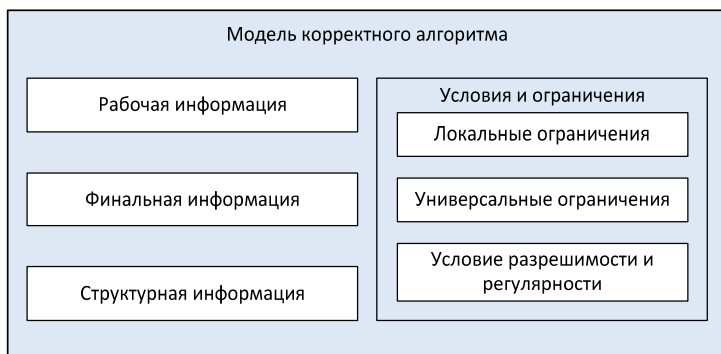 Модель корректного алгоритма
Рабочая информация
Финальная информация
Структурная информация
Условия и ограничения
Локальные ограничения
Универсальные ограничения
Условие разрешимости и
регулярности